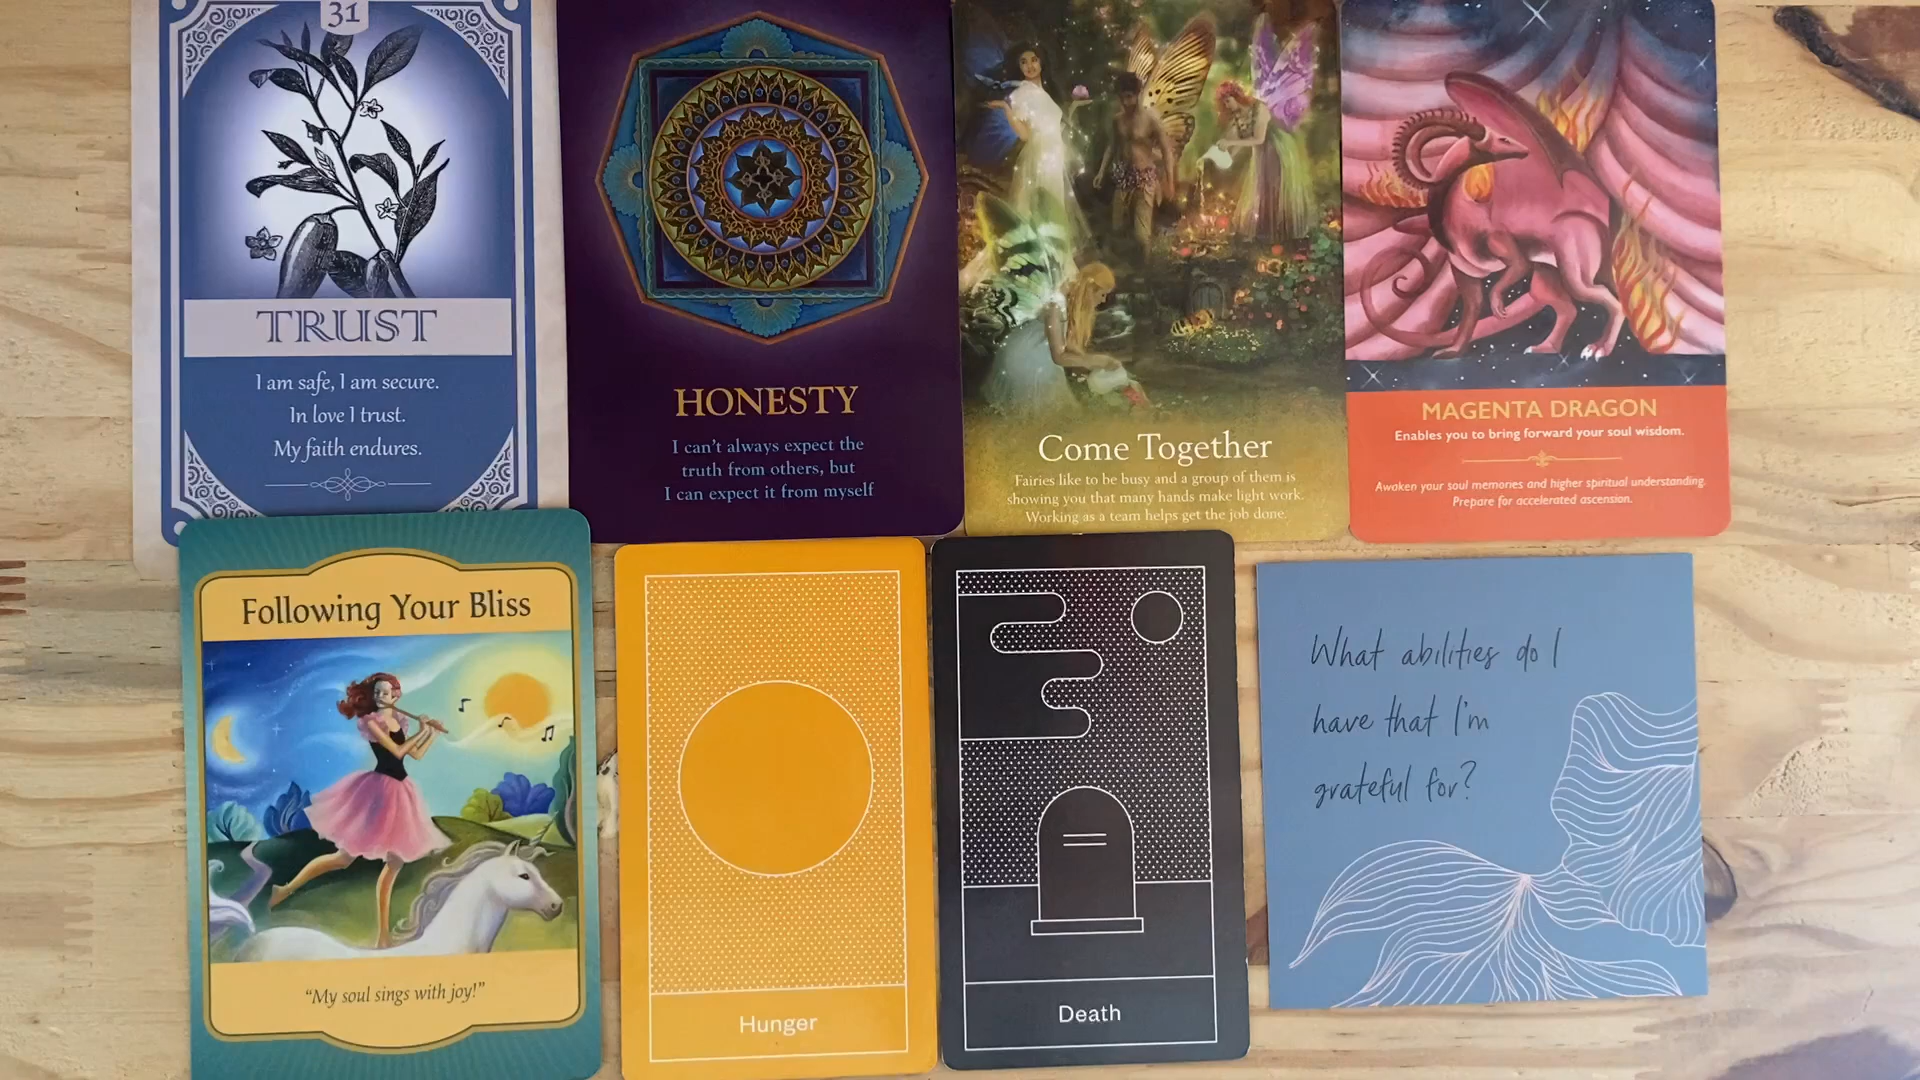 31
TRUST
I am safe, I am secure.
In love I trust.
My faith endures.
HONESTY
I can't always expect the
truth from others, but
I can expect it from myself
Come Together
Fairies like to be busy and a group of them is
showing you that many hands make light work.
Working as a team helps get the job done.
MAGENTA DRAGON
Enables you to bring forward your soul wisdom.
Awaken your soul memories and higher spiritual understanding.
Prepare for accelerated ascension.
Following Your Bliss
"My soul sings with joy!"
Hunger
Death
What abilities do I
have that I'm
grateful for?